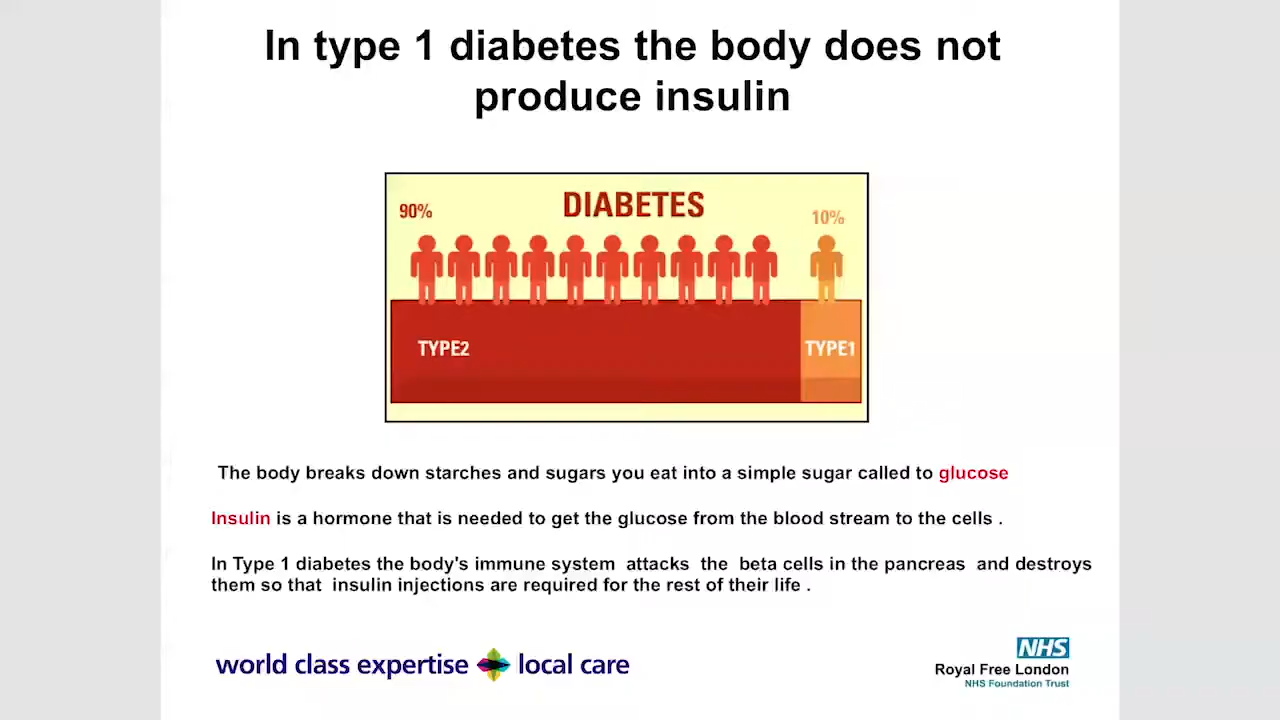 In type 1 diabetes the body does not
produce insulin
DIABETES
90%
10%
TYPE2
TYPE1
The body breaks down starches and sugars you eat into a simple sugar called to glucose
Insulin is a hormone that is needed to get the glucose from the blood stream to the cells .
In Type 1 diabetes the body's immune system attacks the beta cells in the pancreas and destroys
them so that insulin injections are required for the rest of their life .
world class expertise local care
NHS
Royal Free London
NHS Foundation Trust